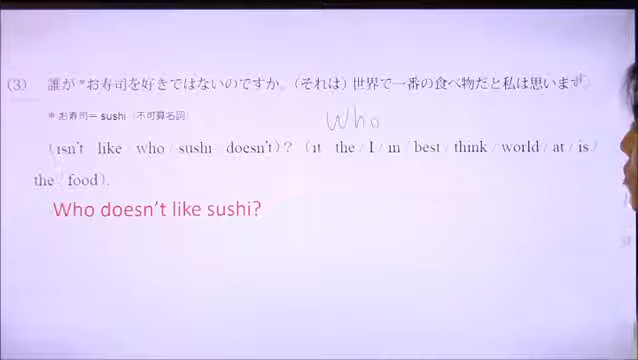 (3) 誰が*お寿司を好きではないのですか。(それは)世界で一番の食べ物だと私は思います。
*お寿司= sushi (不可算名詞)
Who
(isn't like / who / sushi doesn't)? (it the / I / in / best / think / world / at / is /
the / food).
Who doesn't like sushi?